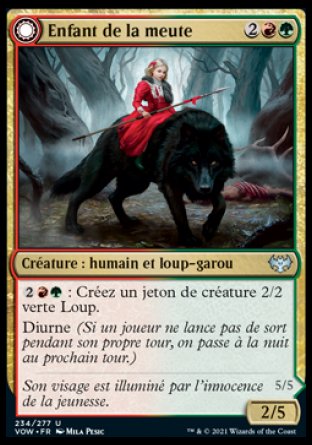 Enfant de la meute 2
Créature : humain et loup-garou
2 : Créez un jeton de créature 2/2
verte Loup.
Diurne (Si un joueur ne lance pas de sort
pendant son propre tour, on passe à la nuit
au prochain tour.)
Son visage est illuminé par l'innocence 5/5
de la jeunesse.
2/5
234/277 U
VOW • FR Mila Pesic
™ & © 2021 Wizards of the Coast